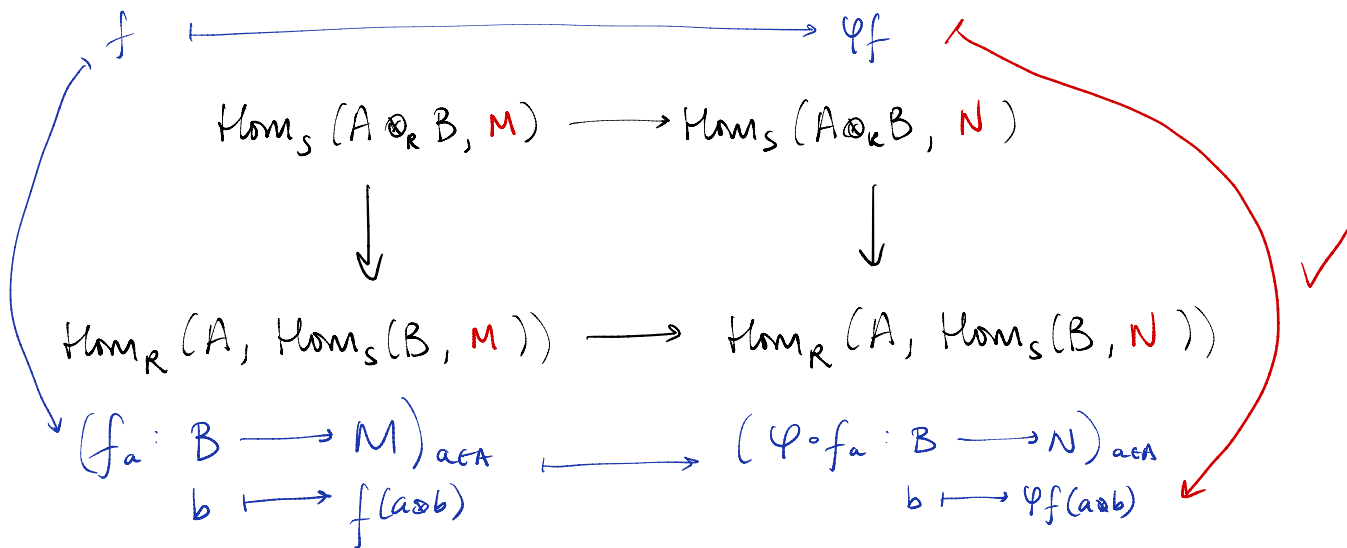 f ⟼ φf
Hom_S (A ⊗_R B, M) ⟶ Hom_S (A ⊗_R B, N)
Hom_R (A, Hom_S (B, M)) ⟶ Hom_R (A, Hom_S (B, N))
(f_a : B ⟶ M)_{a∈A} ⟼ (φ∘f_a : B ⟶ N)_{a∈A}
b ⟼ f(a⊗b) b ⟼ φf(a⊗b)